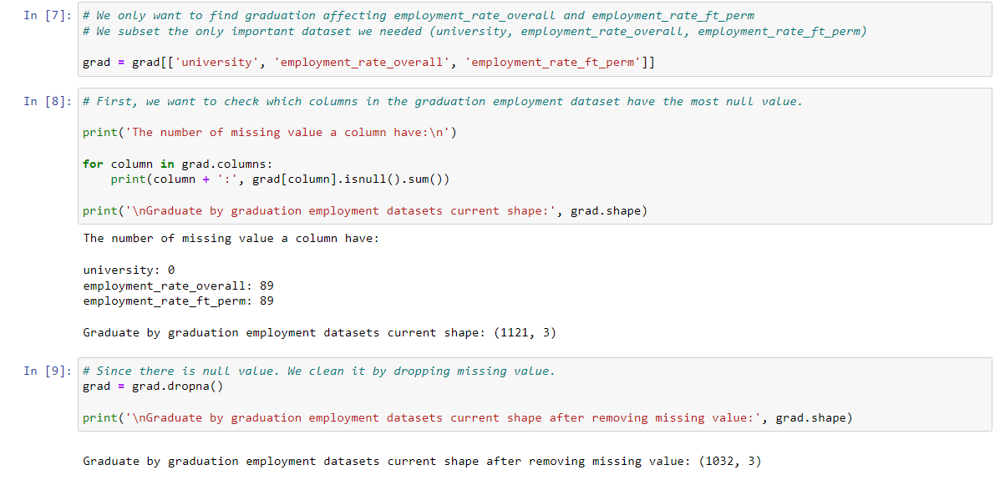 In [7]: # We only want to find graduation affecting employment_rate_overall and employment_rate_ft_perm
# We subset the only important dataset we needed (university, employment_rate_overall, employment_rate_ft_perm)
grad = grad[['university', 'employment_rate_overall', 'employment_rate_ft_perm']]
In [8]: # First, we want to check which columns in the graduation employment dataset have the most null value.
print('The number of missing value a column have:\n')
for column in grad.columns:
    print(column + ':', grad[column].isnull().sum())
print('\nGraduate by graduation employment datasets current shape:', grad.shape)
The number of missing value a column have:
university: 0
employment_rate_overall: 89
employment_rate_ft_perm: 89
Graduate by graduation employment datasets current shape: (1121, 3)
In [9]: # Since there is null value. We clean it by dropping missing value.
grad = grad.dropna()
print('\nGraduate by graduation employment datasets current shape after removing missing value:', grad.shape)
Graduate by graduation employment datasets current shape after removing missing value: (1032, 3)